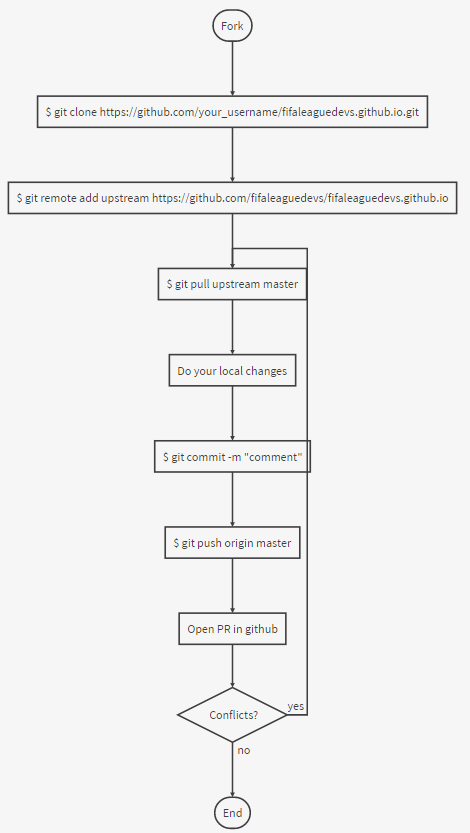 Fork
$ git clone https://github.com/your_username/fifaleaguedevs.github.io.git
$ git remote add upstream https://github.com/fifaleaguedevs/fifaleaguedevs.github.io
$ git pull upstream master
Do your local changes
$ git commit -m "comment"
$ git push origin master
Open PR in github
Conflicts?
yes
no
End